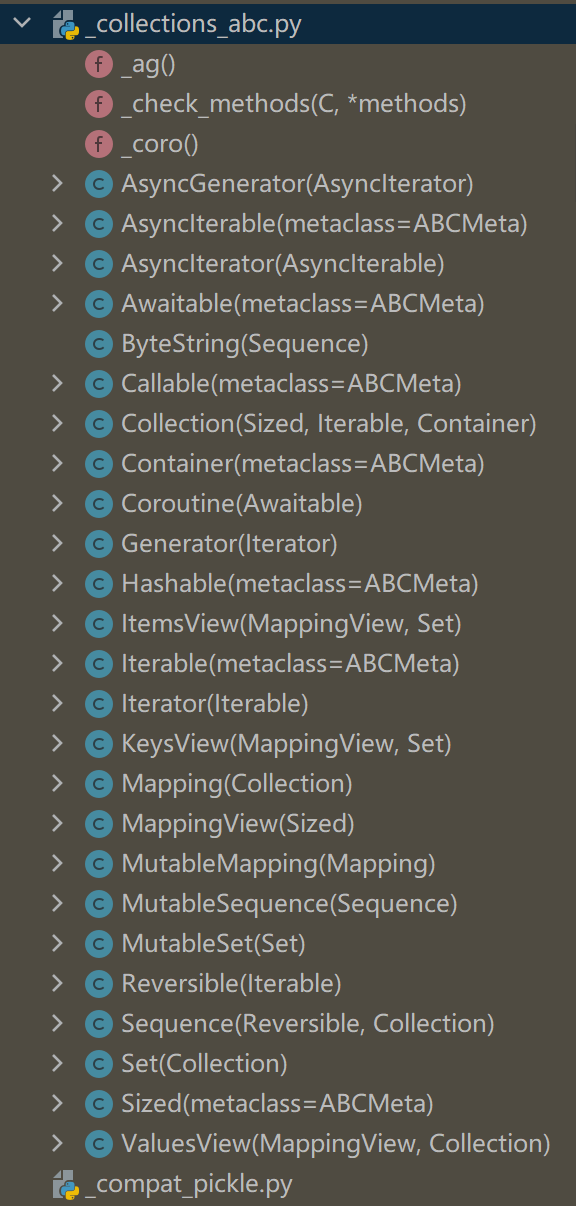 _collections_abc.py
f _ag()
f _check_methods(C, *methods)
f _coro()
C AsyncGenerator(AsyncIterator)
C AsyncIterable(metaclass=ABCMeta)
C AsyncIterator(AsyncIterable)
C Awaitable(metaclass=ABCMeta)
C ByteString(Sequence)
C Callable(metaclass=ABCMeta)
C Collection(Sized, Iterable, Container)
C Container(metaclass=ABCMeta)
C Coroutine(Awaitable)
C Generator(Iterator)
C Hashable(metaclass=ABCMeta)
C ItemsView(MappingView, Set)
C Iterable(metaclass=ABCMeta)
C Iterator(Iterable)
C KeysView(MappingView, Set)
C Mapping(Collection)
C MappingView(Sized)
C MutableMapping(Mapping)
C MutableSequence(Sequence)
C MutableSet(Set)
C Reversible(Iterable)
C Sequence(Reversible, Collection)
C Set(Collection)
C Sized(metaclass=ABCMeta)
C ValuesView(MappingView, Collection)
_compat_pickle.py